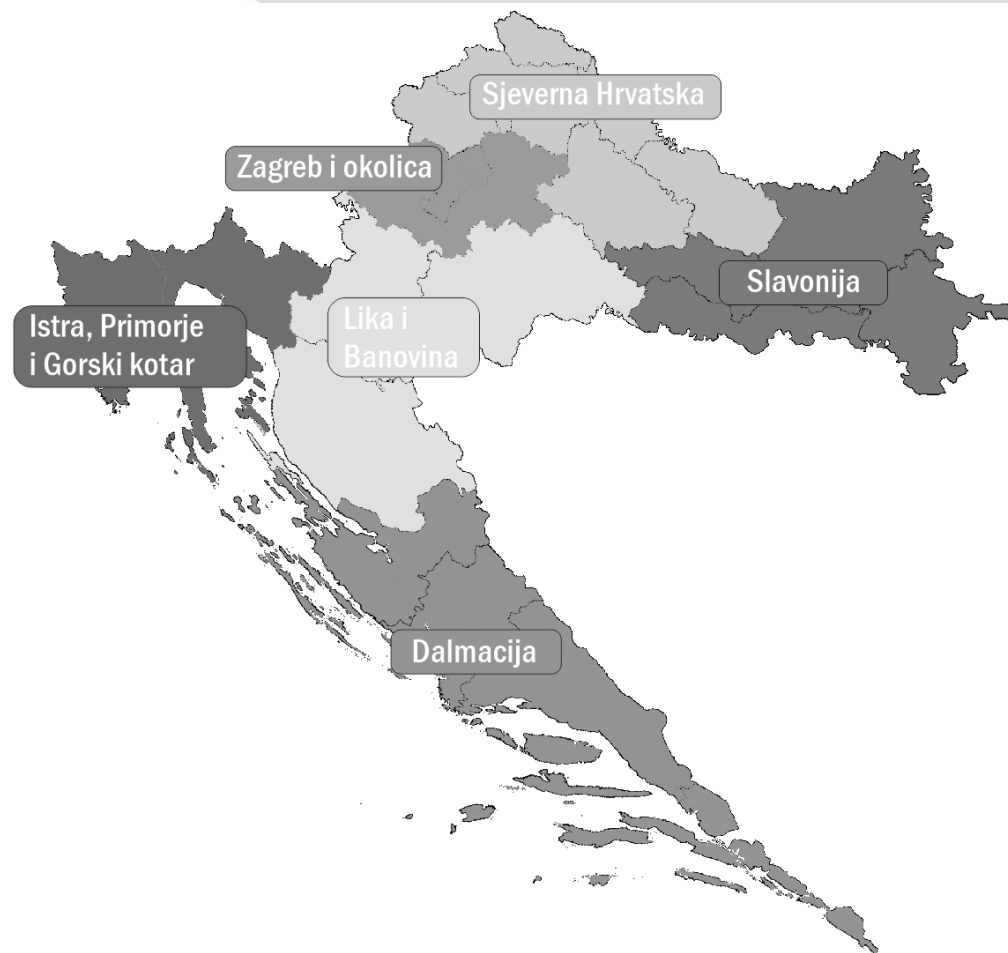 Sjeverna Hrvatska
Zagreb i okolica
Slavonija
Istra, Primorje
i Gorski kotar
Lika i
Banovina
Dalmacija